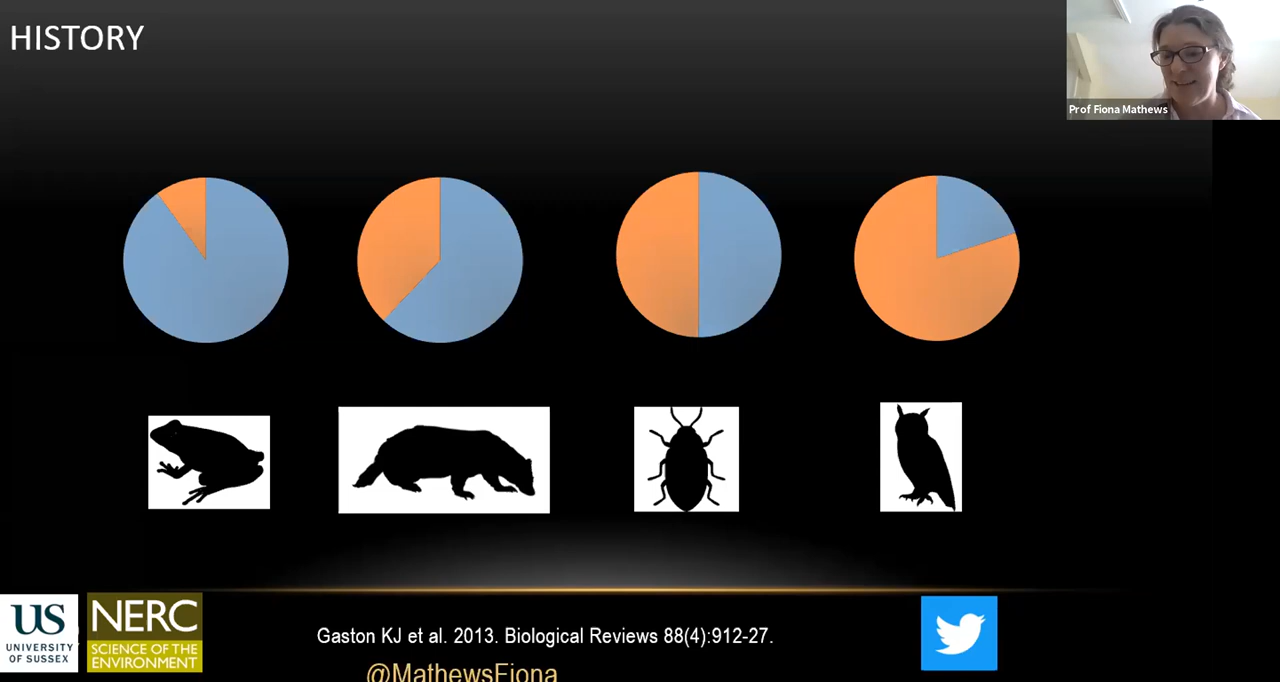 HISTORY
Prof Fiona Mathews
US
UNIVERSITY
OF SUSSEX
NERC
SCIENCE OF THE
ENVIRONMENT
Gaston KJ et al. 2013. Biological Reviews 88(4):912-27.
@MathewsFiona